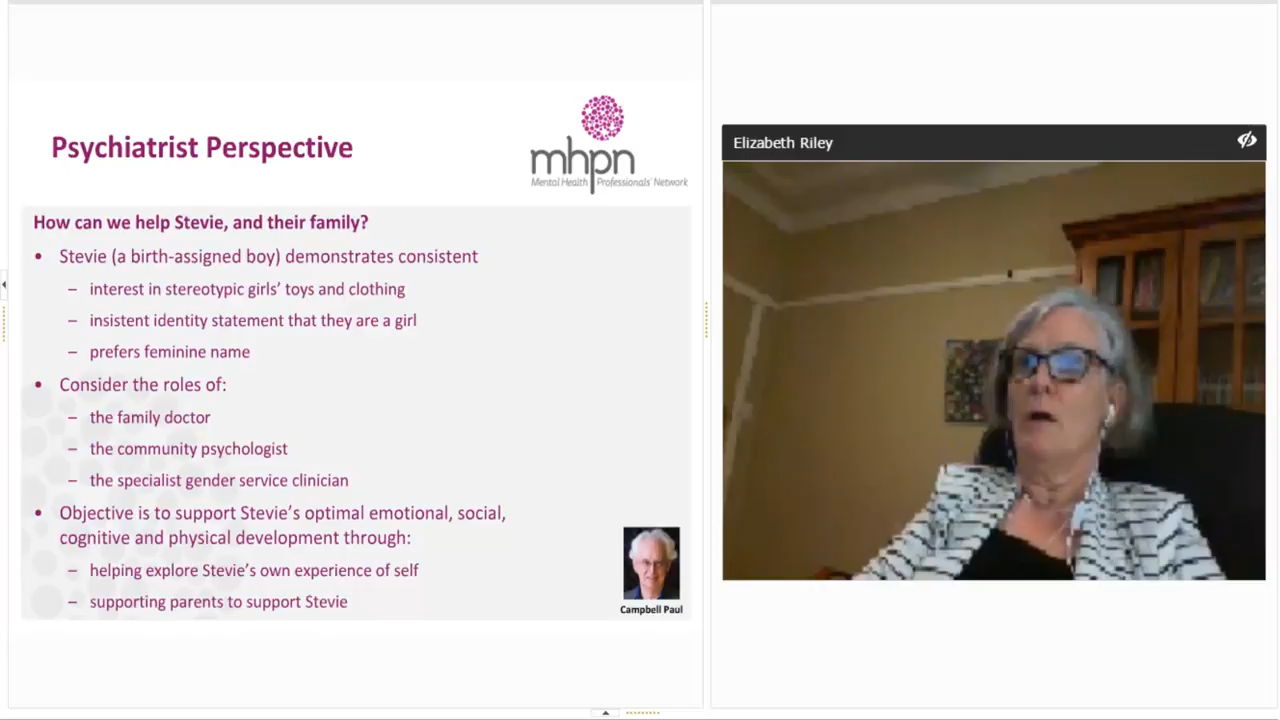 Psychiatrist Perspective
mhpn
Mental Health Professionals' Network
How can we help Stevie, and their family?
• Stevie (a birth-assigned boy) demonstrates consistent
– interest in stereotypic girls' toys and clothing
– insistent identity statement that they are a girl
– prefers feminine name
• Consider the roles of:
– the family doctor
– the community psychologist
– the specialist gender service clinician
• Objective is to support Stevie's optimal emotional, social,
cognitive and physical development through:
– helping explore Stevie's own experience of self
– supporting parents to support Stevie
Campbell Paul
Elizabeth Riley